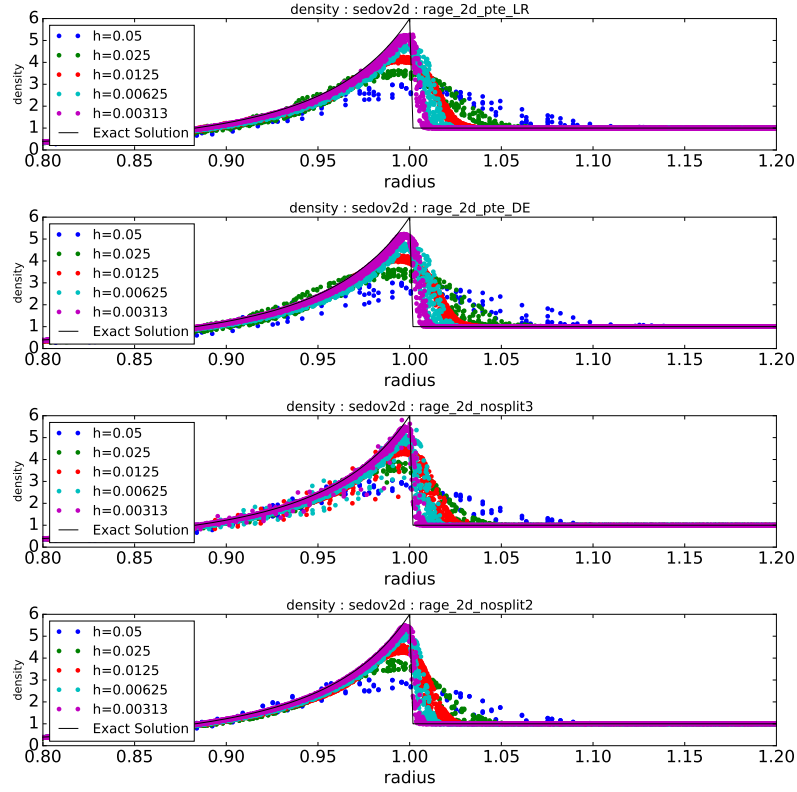 density : sedov2d : rage_2d_pte_LR
6
5
4
3
2
1
0
density
h=0.05
h=0.025
h=0.0125
h=0.00625
h=0.00313
Exact Solution
0.80 0.85 0.90 0.95 1.00 1.05 1.10 1.15 1.20
radius
density : sedov2d : rage_2d_pte_DE
6
5
4
3
2
1
0
density
h=0.05
h=0.025
h=0.0125
h=0.00625
h=0.00313
Exact Solution
0.80 0.85 0.90 0.95 1.00 1.05 1.10 1.15 1.20
radius
density : sedov2d : rage_2d_nosplit3
6
5
4
3
2
1
0
density
h=0.05
h=0.025
h=0.0125
h=0.00625
h=0.00313
Exact Solution
0.80 0.85 0.90 0.95 1.00 1.05 1.10 1.15 1.20
radius
density : sedov2d : rage_2d_nosplit2
6
5
4
3
2
1
0
density
h=0.05
h=0.025
h=0.0125
h=0.00625
h=0.00313
Exact Solution
0.80 0.85 0.90 0.95 1.00 1.05 1.10 1.15 1.20
radius